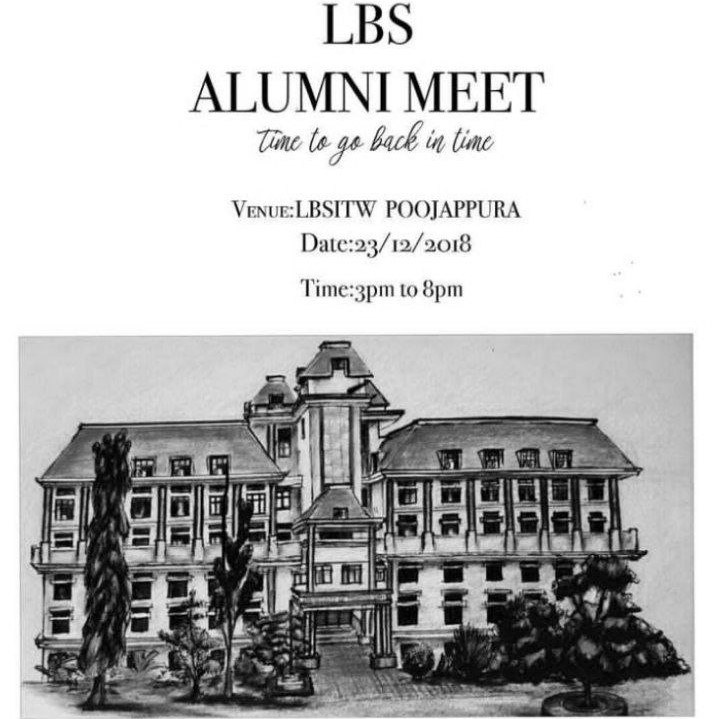 LBS
ALUMNI MEET
Time to go back in time
VENUE:LBSITW POOJAPPURA
Date:23/12/2018
Time:3pm to 8pm